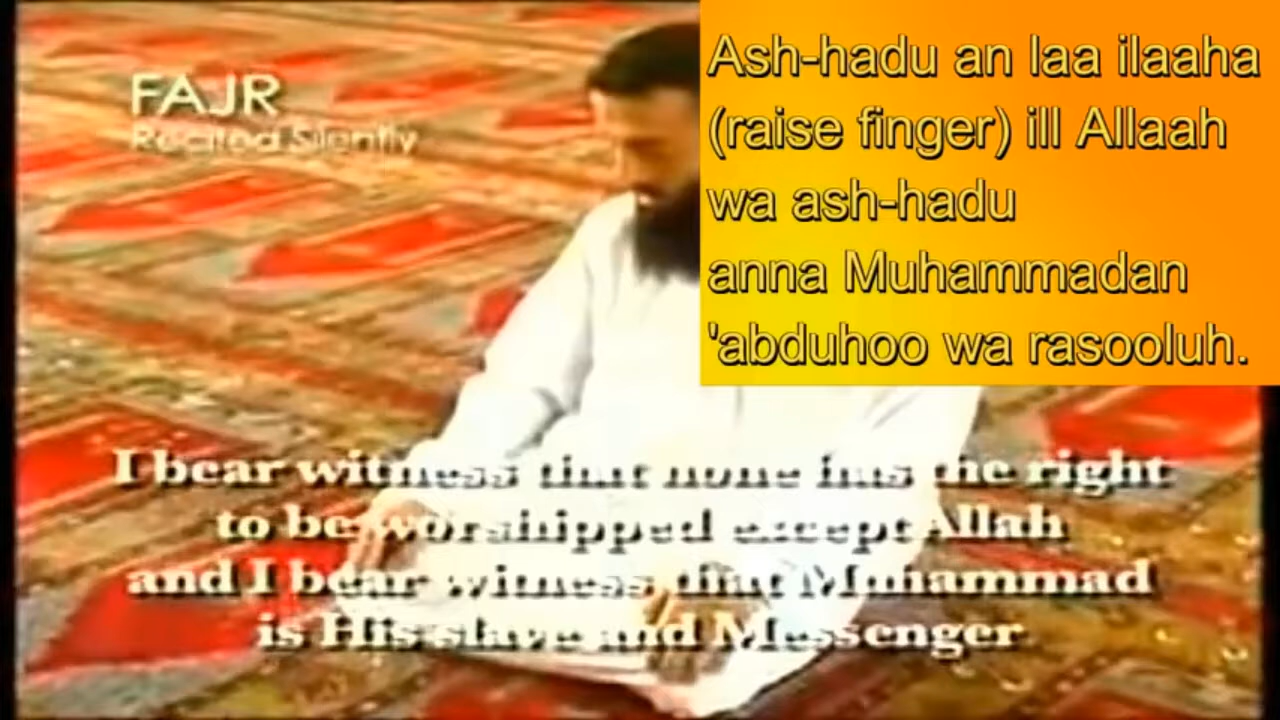 FAJR
Recited Silently
Ash-hadu an laa ilaaha
(raise finger) ill Allaah
wa ash-hadu
anna Muhammadan
'abduhoo wa rasooluh.
I bear witness that none has the right
to be worshipped except Allah
and I bear witness that Muhammad
is His slave and Messenger